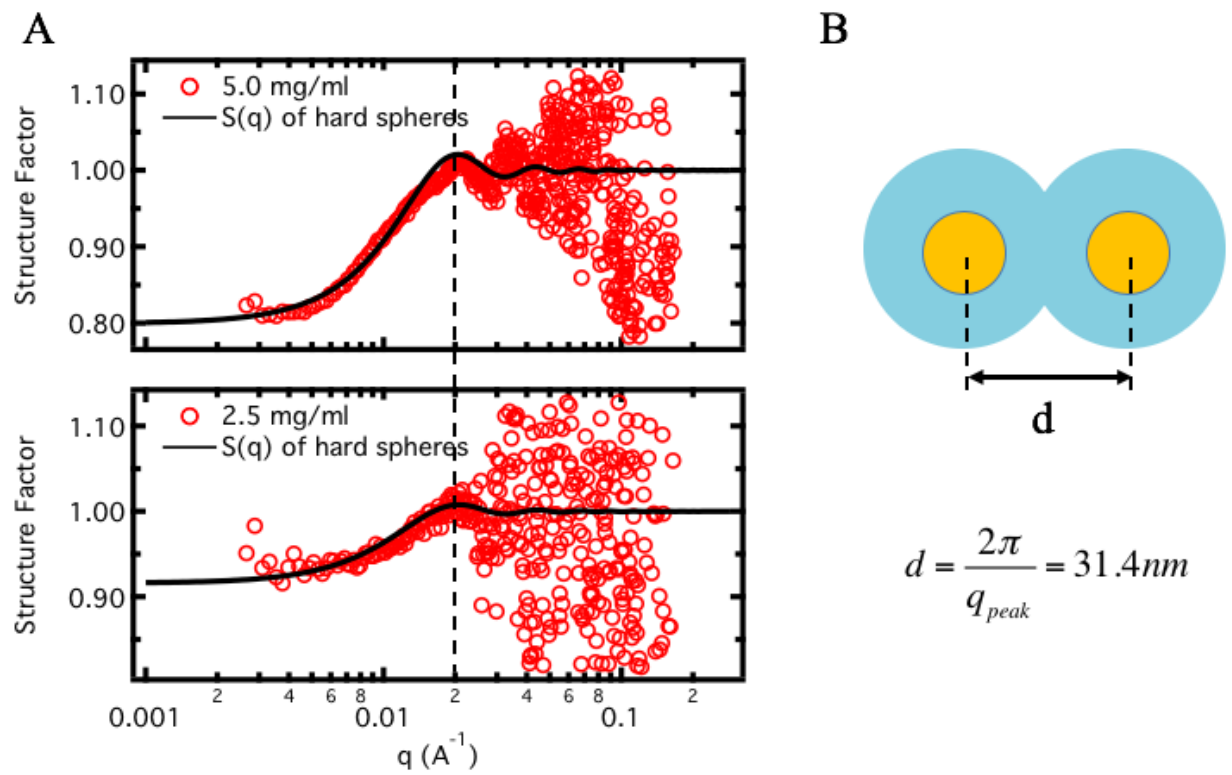 A
B
1.10
1.00
0.90
0.80
Structure Factor
5.0 mg/ml
S(q) of hard spheres
1.10
1.00
0.90
Structure Factor
2.5 mg/ml
S(q) of hard spheres
2 4 6 8 2 4 6 8 2
0.001 0.01 0.1
q (A⁻¹)
d
d = 2π / q_peak = 31.4nm